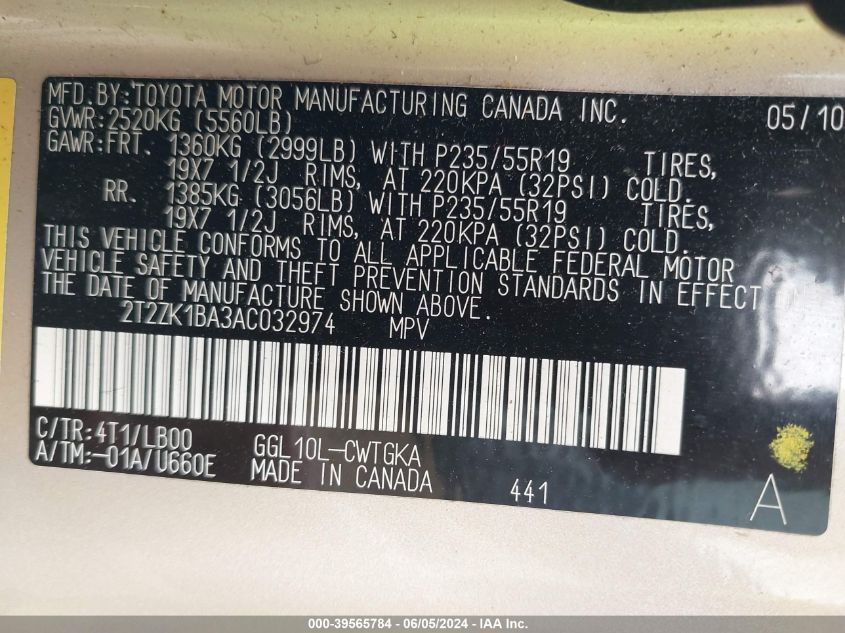 MFD.BY: TOYOTA MOTOR MANUFACTURING CANADA INC. 05/10
GVWR: 2520KG (5560LB)
GAWR: FRT. 1360KG (2999LB) WITH P235/55R19 TIRES,
19X7 1/2J RIMS, AT 220KPA (32PSI) COLD.
RR. 1385KG (3056LB) WITH P235/55R19 TIRES,
19X7 1/2J RIMS, AT 220KPA (32PSI) COLD.
THIS VEHICLE CONFORMS TO ALL APPLICABLE FEDERAL MOTOR
VEHICLE SAFETY AND THEFT PREVENTION STANDARDS IN EFFECT ON
THE DATE OF MANUFACTURE SHOWN ABOVE.
2T2ZK1BA3AC032974 MPV
C/TR: 4T1/LB00 GGL10L-CWTGKA
A/TM: -01A/U660E MADE IN CANADA 441 A
000-39565784 - 06/05/2024 - IAA Inc.